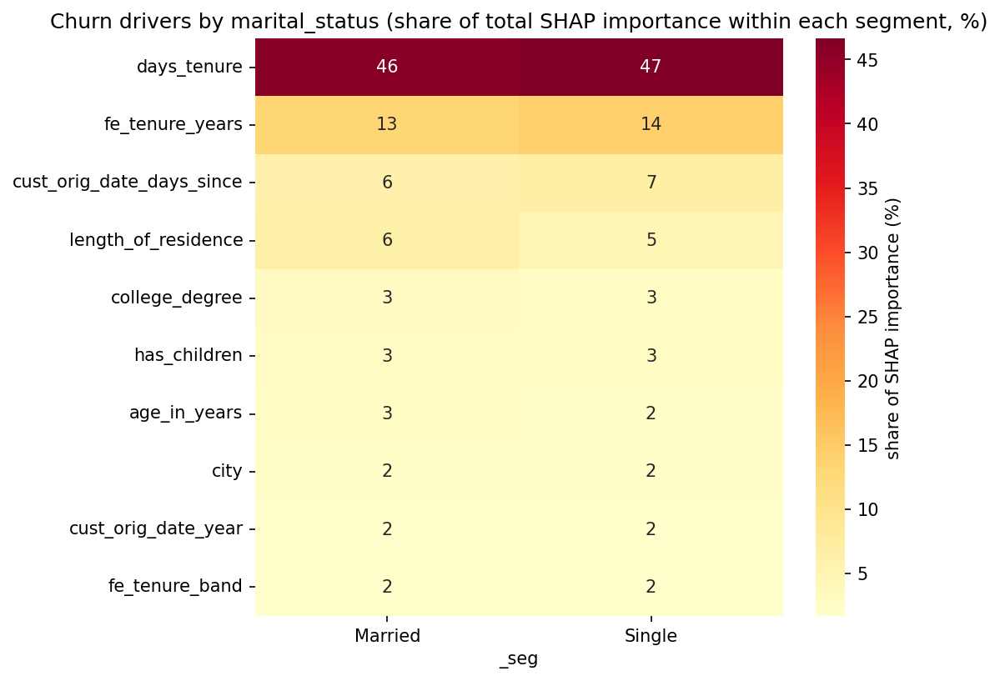 Churn drivers by marital_status (share of total SHAP importance within each segment, %)
days_tenure 46 47
fe_tenure_years 13 14
cust_orig_date_days_since 6 7
length_of_residence 6 5
college_degree 3 3
has_children 3 3
age_in_years 3 2
city 2 2
cust_orig_date_year 2 2
fe_tenure_band 2 2
Married Single
_seg
45
40
35
30
25
20
15
10
5
share of SHAP importance (%)